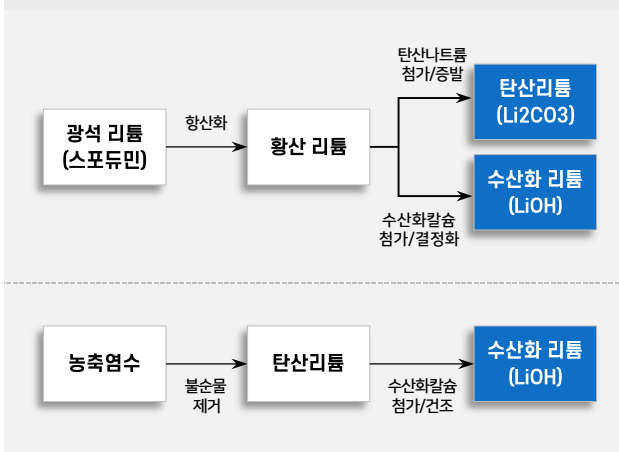 광석 리튬
(스포듀민)
항산화
황산 리튬
탄산나트륨
첨가/증발
탄산리튬
(Li2CO3)
수산화칼슘
첨가/결정화
수산화 리튬
(LiOH)
농축염수
불순물
제거
탄산리튬
수산화칼슘
첨가/건조
수산화 리튬
(LiOH)